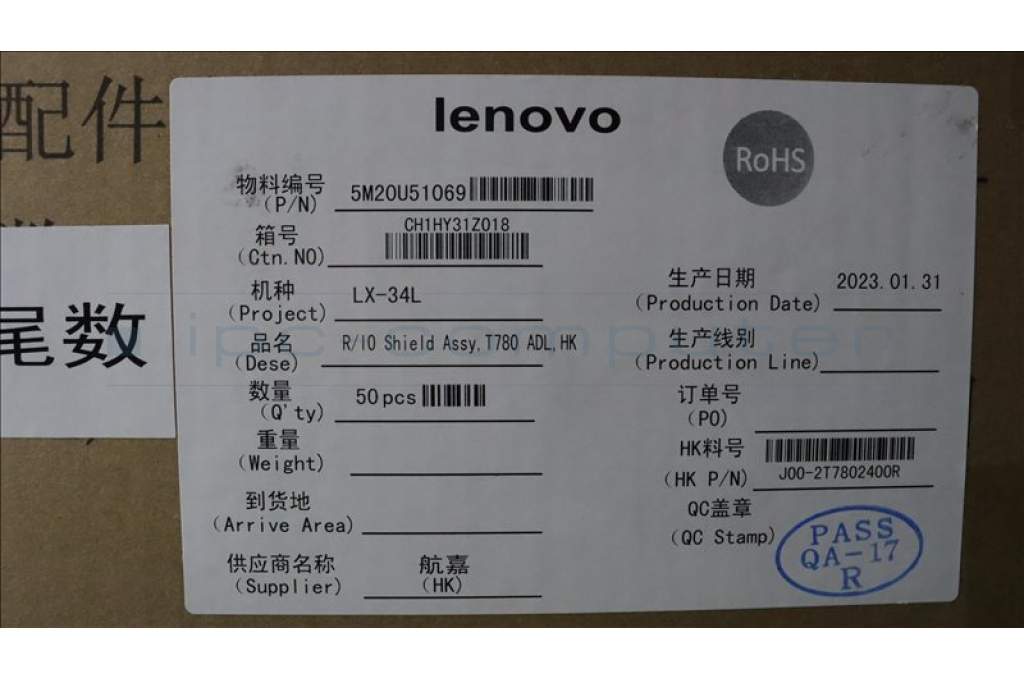 配件
尾数
lenovo
RoHS
物料编号
(P/N)
5M20U51069
箱号
(Ctn.NO)
CH1HY31Z018
机种
(Project)
LX-34L
品名
(Dese)
R/IO Shield Assy,T780 ADL,HK
数量
(Q'ty)
50pcs
重量
(Weight)
到货地
(Arrive Area)
供应商名称
(Supplier)
航嘉
(HK)
生产日期
(Production Date)
2023.01.31
生产线别
(Production Line)
订单号
(PO)
HK料号
(HK P/N)
J00-2T7802400R
QC盖章
(QC Stamp)
PASS
QA-17
R
ipc computer